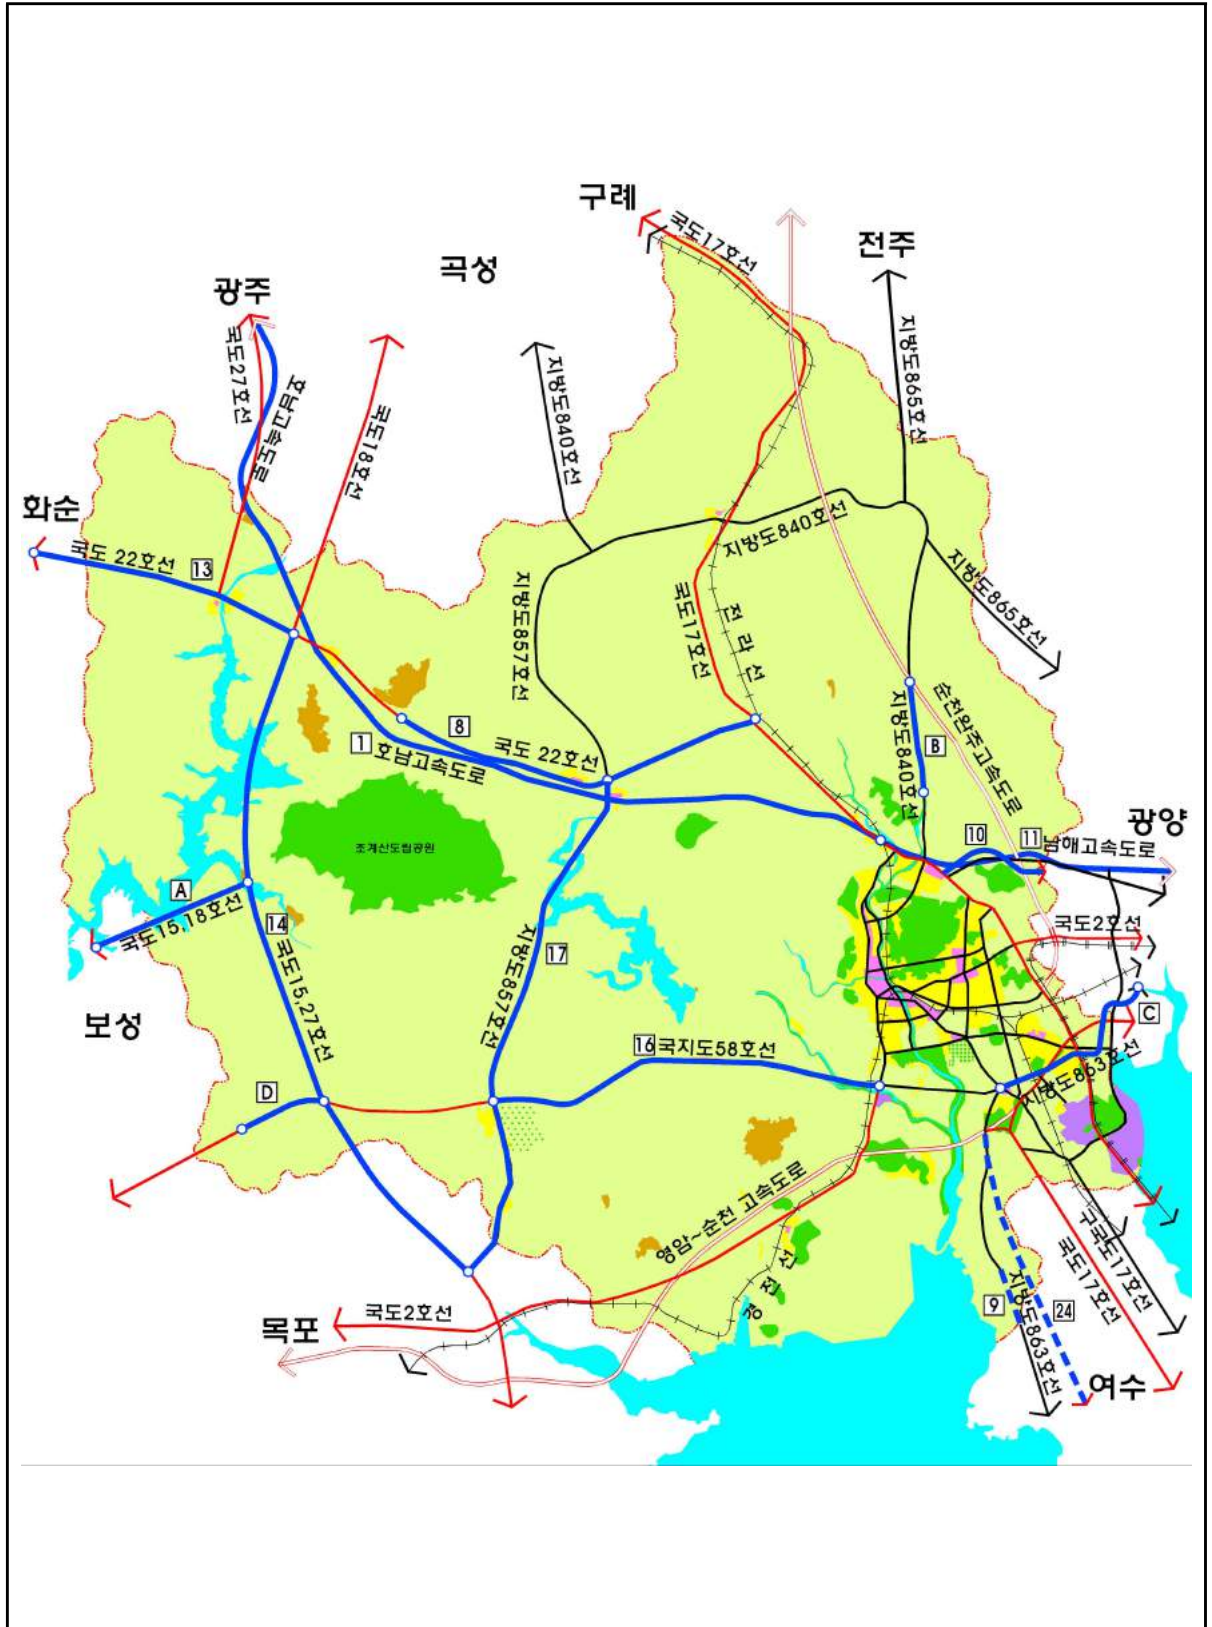 구례
국도17호선
전주
곡성
광주
지방도865호선
국도27호선
호남고속도로
지방도840호선
국도18호선
화순
국도 22호선
13
지방도840호선
지방도865호선
지방도857호선
전라선
국도17호선
순천완주고속도로
8
국도 22호선
1
호남고속도로
지방도840호선
B
광양
10
11
남해고속도로
조계산도립공원
A
국도15,18호선
14
국도15,27호선
17
지방도857호선
국도2호선
보성
C
16
국지도58호선
지방도863호선
D
영암~순천 고속도로
경전선
구국도17호선
국도17호선
9
지방도863호선
24
목포
국도2호선
여수